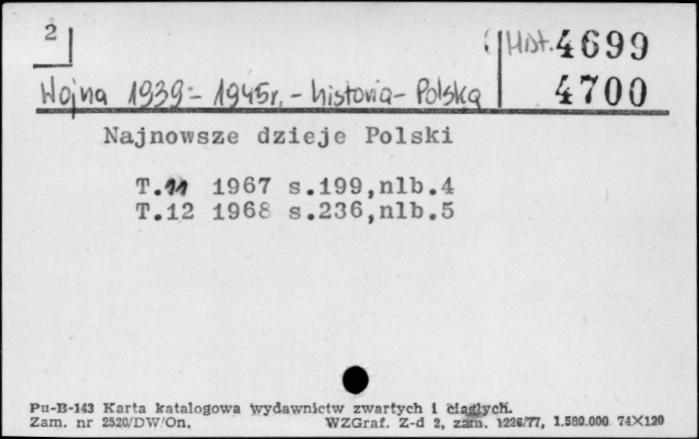 2
Hist. 4699
Wojna 1939 - 1945r. - historia - Polska 4700
Najnowsze dzieje Polski
T.11 1967 s.199,nlb.4
T.12 1968 s.236,nlb.5
Pu-B-143 Karta katalogowa wydawnictw zwartych i ciągłych.
Zam. nr 2520/DW/On. WZGraf. Z-d 2, zam. 1226/77, 1.580.000 74X120